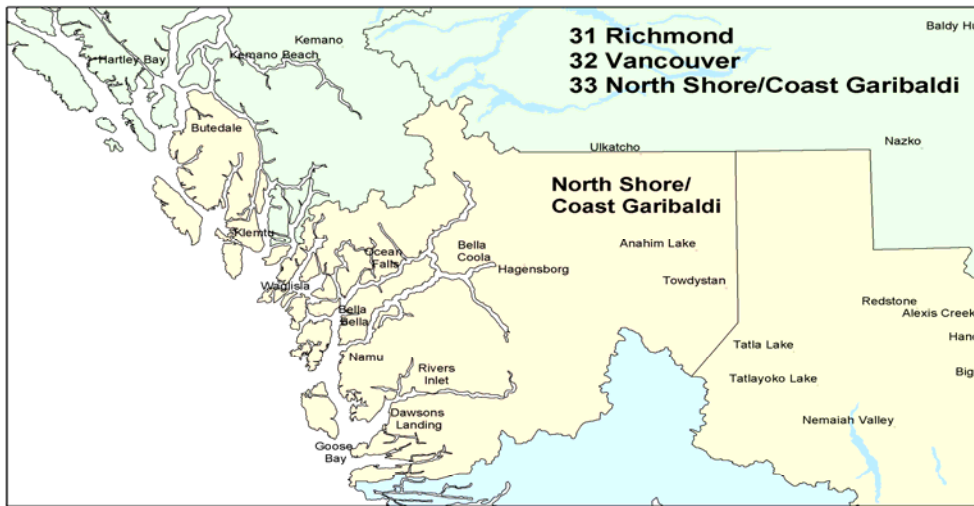 Kemano
Baldy Hu
31 Richmond
Hartley Bay
Kemano Beach
32 Vancouver
33 North Shore/Coast Garibaldi
Butedale
Nazko
Ulkatcho
North Shore/
Coast Garibaldi
Klemtu
Ocean
Falls
Bella
Coola
Anahim Lake
Hagensborg
Waglisla
Towdystan
Redstone
Alexis Creek
Bella
Bella
Hanc
Namu
Tatla Lake
Rivers
Inlet
Tatlayoko Lake
Big
Dawsons
Landing
Nemaiah Valley
Goose
Bay